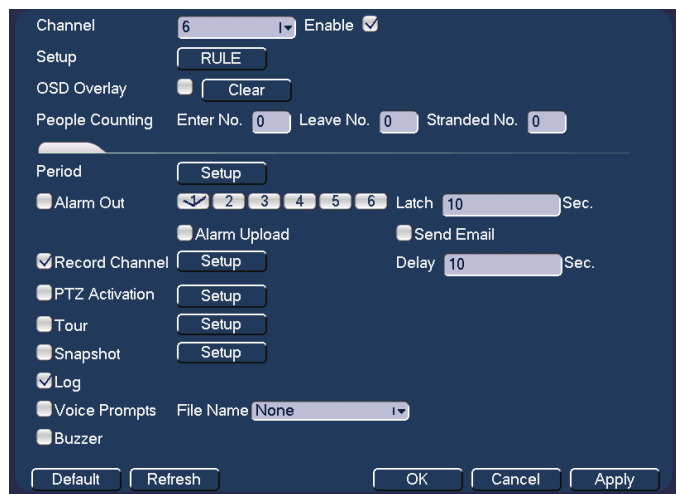 Channel 6 Enable
Setup RULE
OSD Overlay Clear
People Counting Enter No. 0 Leave No. 0 Stranded No. 0
Period Setup
Alarm Out 1 2 3 4 5 6 Latch 10 Sec.
Alarm Upload Send Email
Record Channel Setup Delay 10 Sec.
PTZ Activation Setup
Tour Setup
Snapshot Setup
Log
Voice Prompts File Name None
Buzzer
Default Refresh OK Cancel Apply